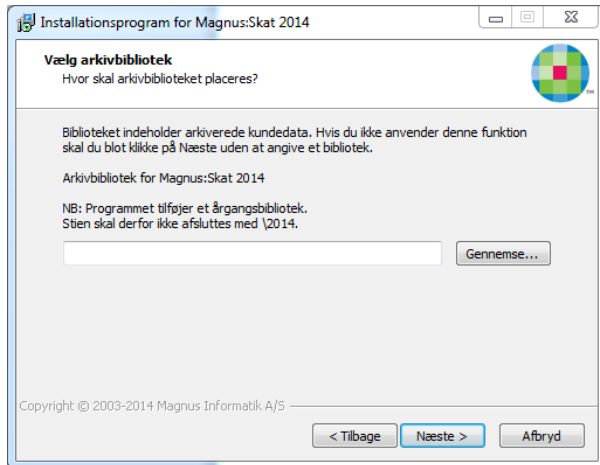 Installationsprogram for Magnus:Skat 2014
Vælg arkivbibliotek
Hvor skal arkivbiblioteket placeres?
Biblioteket indeholder arkiverede kundedata. Hvis du ikke anvender denne funktion
skal du blot klikke på Næste uden at angive et bibliotek.
Arkivbibliotek for Magnus:Skat 2014
NB: Programmet tilføjer et årgangsbibliotek.
Stien skal derfor ikke afsluttes med \2014.
Gennemse...
Copyright © 2003-2014 Magnus Informatik A/S
< Tilbage
Næste >
Afbryd